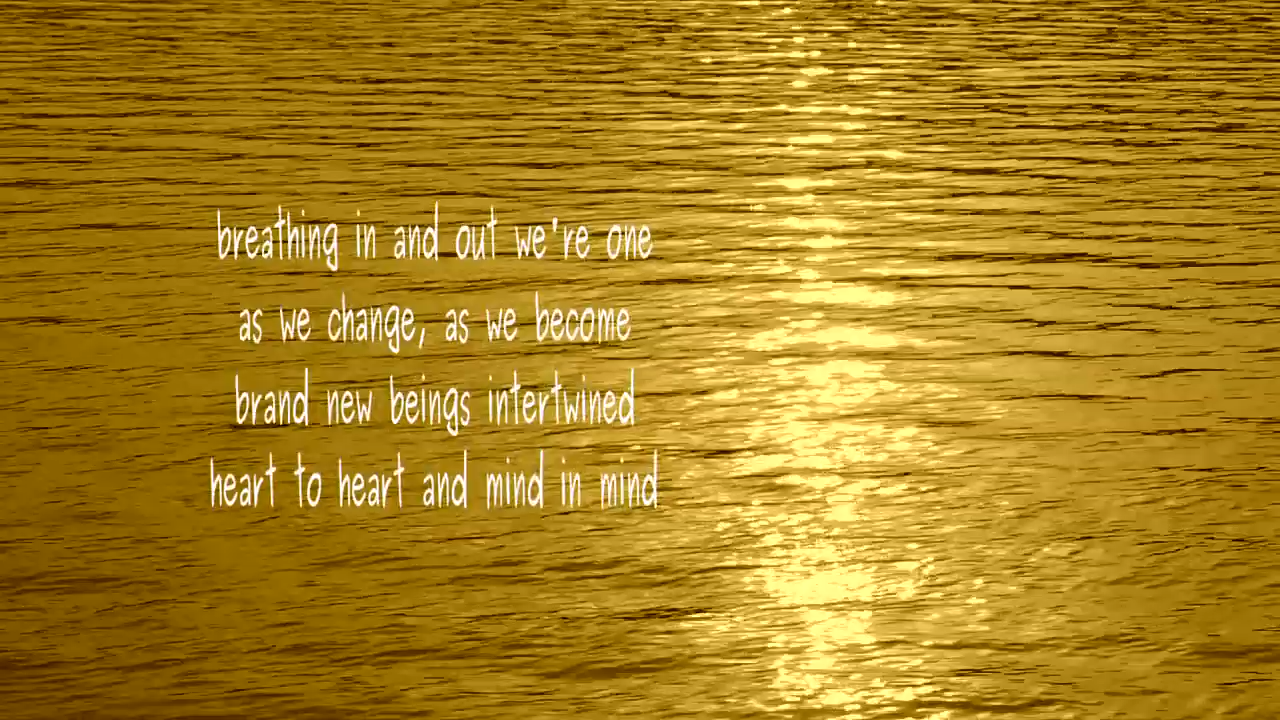 breathing in and out we're one
as we change, as we become
brand new beings intertwined
heart to heart and mind in mind